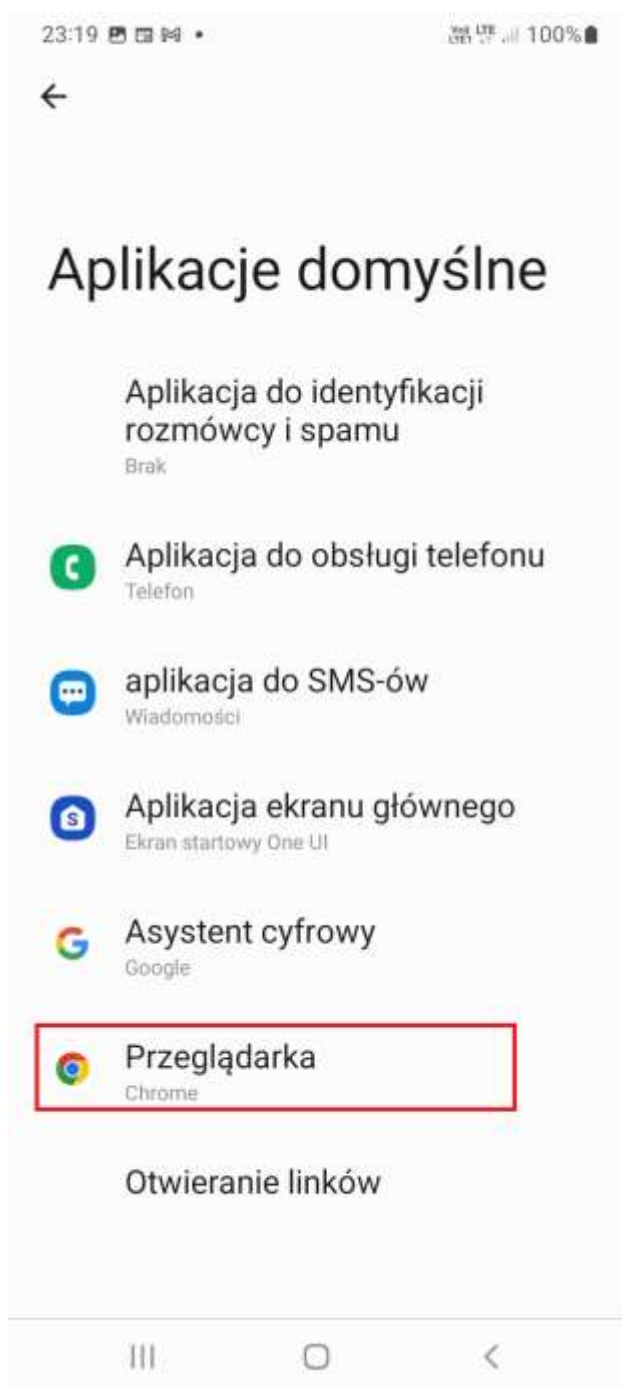 23:19
100%
Aplikacje domyślne
Aplikacja do identyfikacji
rozmówcy i spamu
Brak
Aplikacja do obsługi telefonu
Telefon
aplikacja do SMS-ów
Wiadomości
Aplikacja ekranu głównego
Ekran startowy One UI
Asystent cyfrowy
Google
Przeglądarka
Chrome
Otwieranie linków